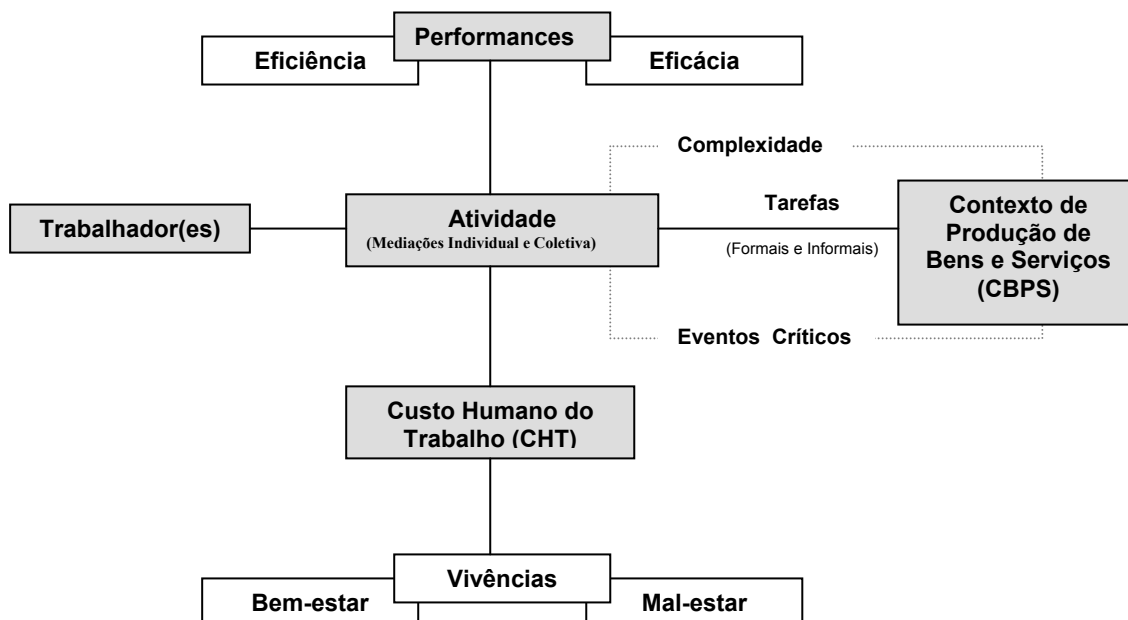 Performances
Eficiência
Eficácia
Complexidade
Trabalhador(es)
Atividade
(Mediações Individual e Coletiva)
Tarefas
(Formais e Informais)
Contexto de
Produção de
Bens e Serviços
(CBPS)
Eventos Críticos
Custo Humano do
Trabalho (CHT)
Vivências
Bem-estar
Mal-estar